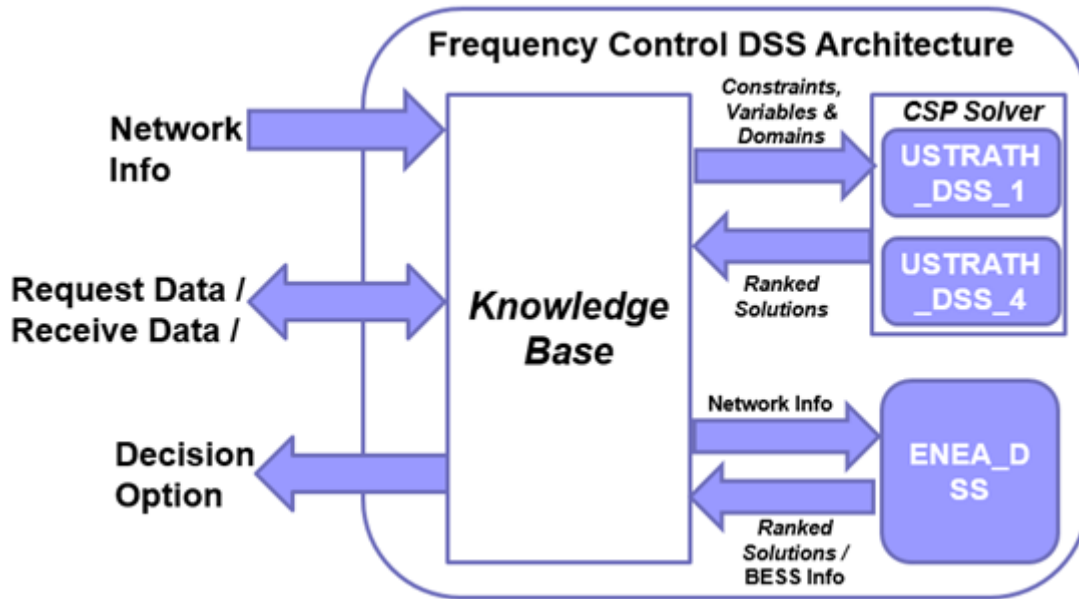 Frequency Control DSS Architecture
Network
Info
Request Data /
Receive Data /
Decision
Option
Knowledge
Base
Constraints,
Variables &
Domains
Ranked
Solutions
CSP Solver
USTRATH
_DSS_1
USTRATH
_DSS_4
Network Info
Ranked
Solutions /
BESS Info
ENEA_D
SS